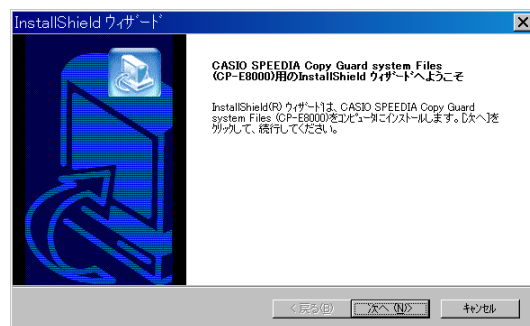 InstallShield ウィザード
CASIO SPEEDIA Copy Guard system Files
(CP-E8000)用のInstallShield ウィザードへようこそ
InstallShield(R) ウィザードは、CASIO SPEEDIA Copy Guard
system Files (CP-E8000)をコンピュータにインストールします。[次へ]を
クリックして、続行してください。
< 戻る(B)
次へ (N)>
キャンセル